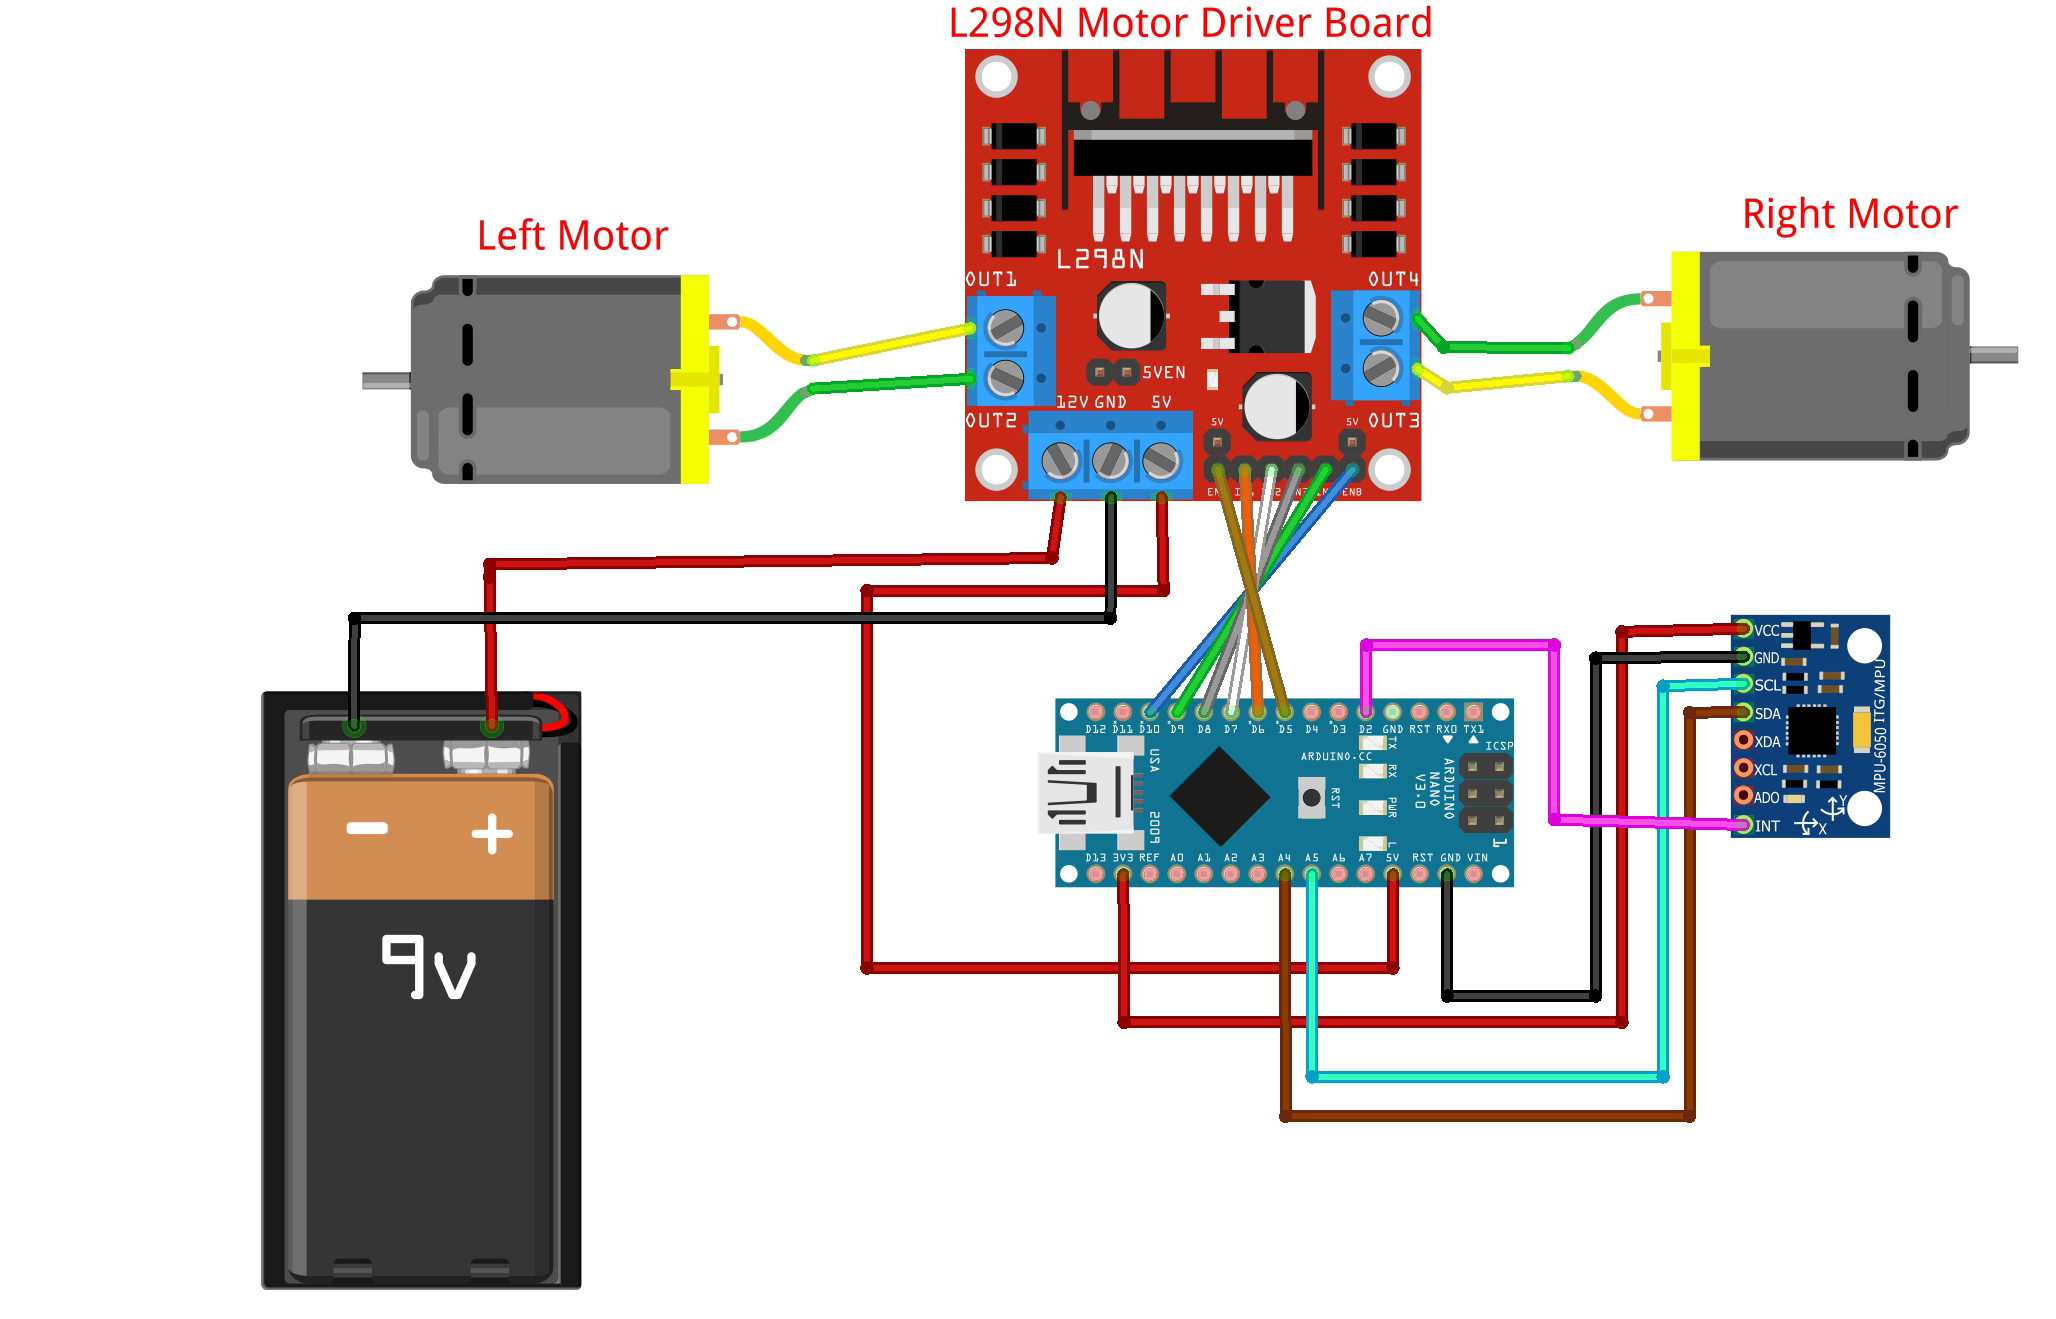 L298N Motor Driver Board
Left Motor
Right Motor
L298N
OUT1
OUT4
5VEN
12V GND 5V
OUT2
OUT3
5V
5V
ENB
D12 D11 D10 D9 D8 D7 D6 D5 D4 D3 D2 GND RST RX0 TX1
USA
2009
ARDUINO.CC
RST
TX
RX
PWR
L
ICSP
1
ARDUINO
NANO
V3.0
D13 3V3 REF A0 A1 A2 A3 A4 A5 A6 A7 5V RST GND VIN
VCC
GND
SCL
SDA
XDA
XCL
ADO
INT
MPU-6050 ITG/MPU
Y
X
- +
9v